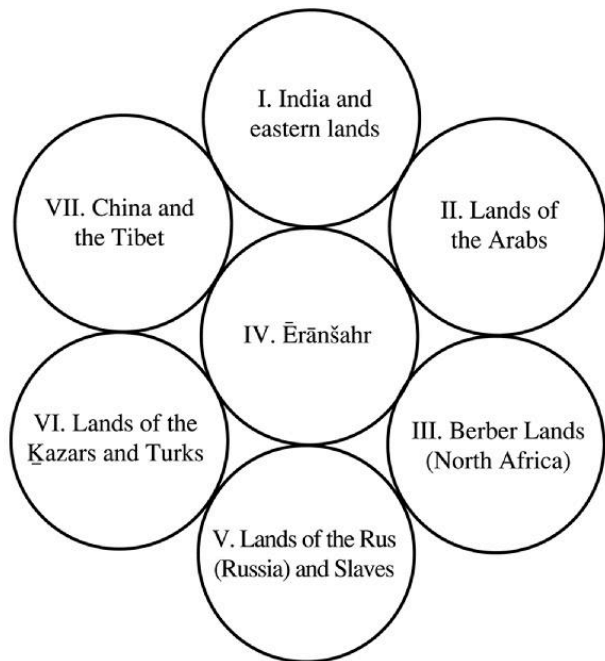 I. India and
eastern lands
VII. China and
the Tibet
II. Lands of
the Arabs
IV. Ērānšahr
VI. Lands of the
Ḵazars and Turks
III. Berber Lands
(North Africa)
V. Lands of the Rus
(Russia) and Slaves